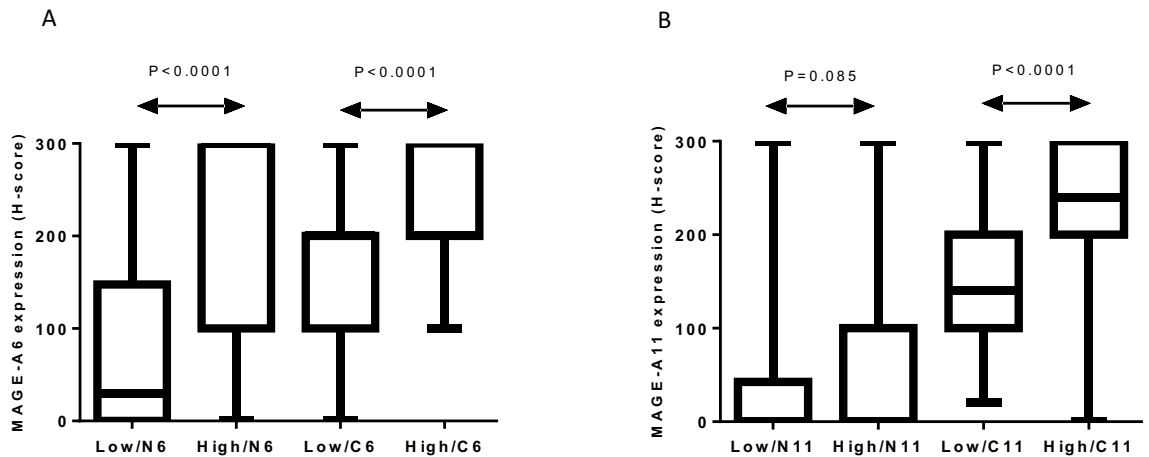 A
P<0.0001
P<0.0001
MAGE-A6 expression (H-score)
300
200
100
0
Low/N6
High/N6
Low/C6
High/C6
B
P=0.085
P<0.0001
MAGE-A11 expression (H-score)
300
200
100
0
Low/N11
High/N11
Low/C11
High/C11